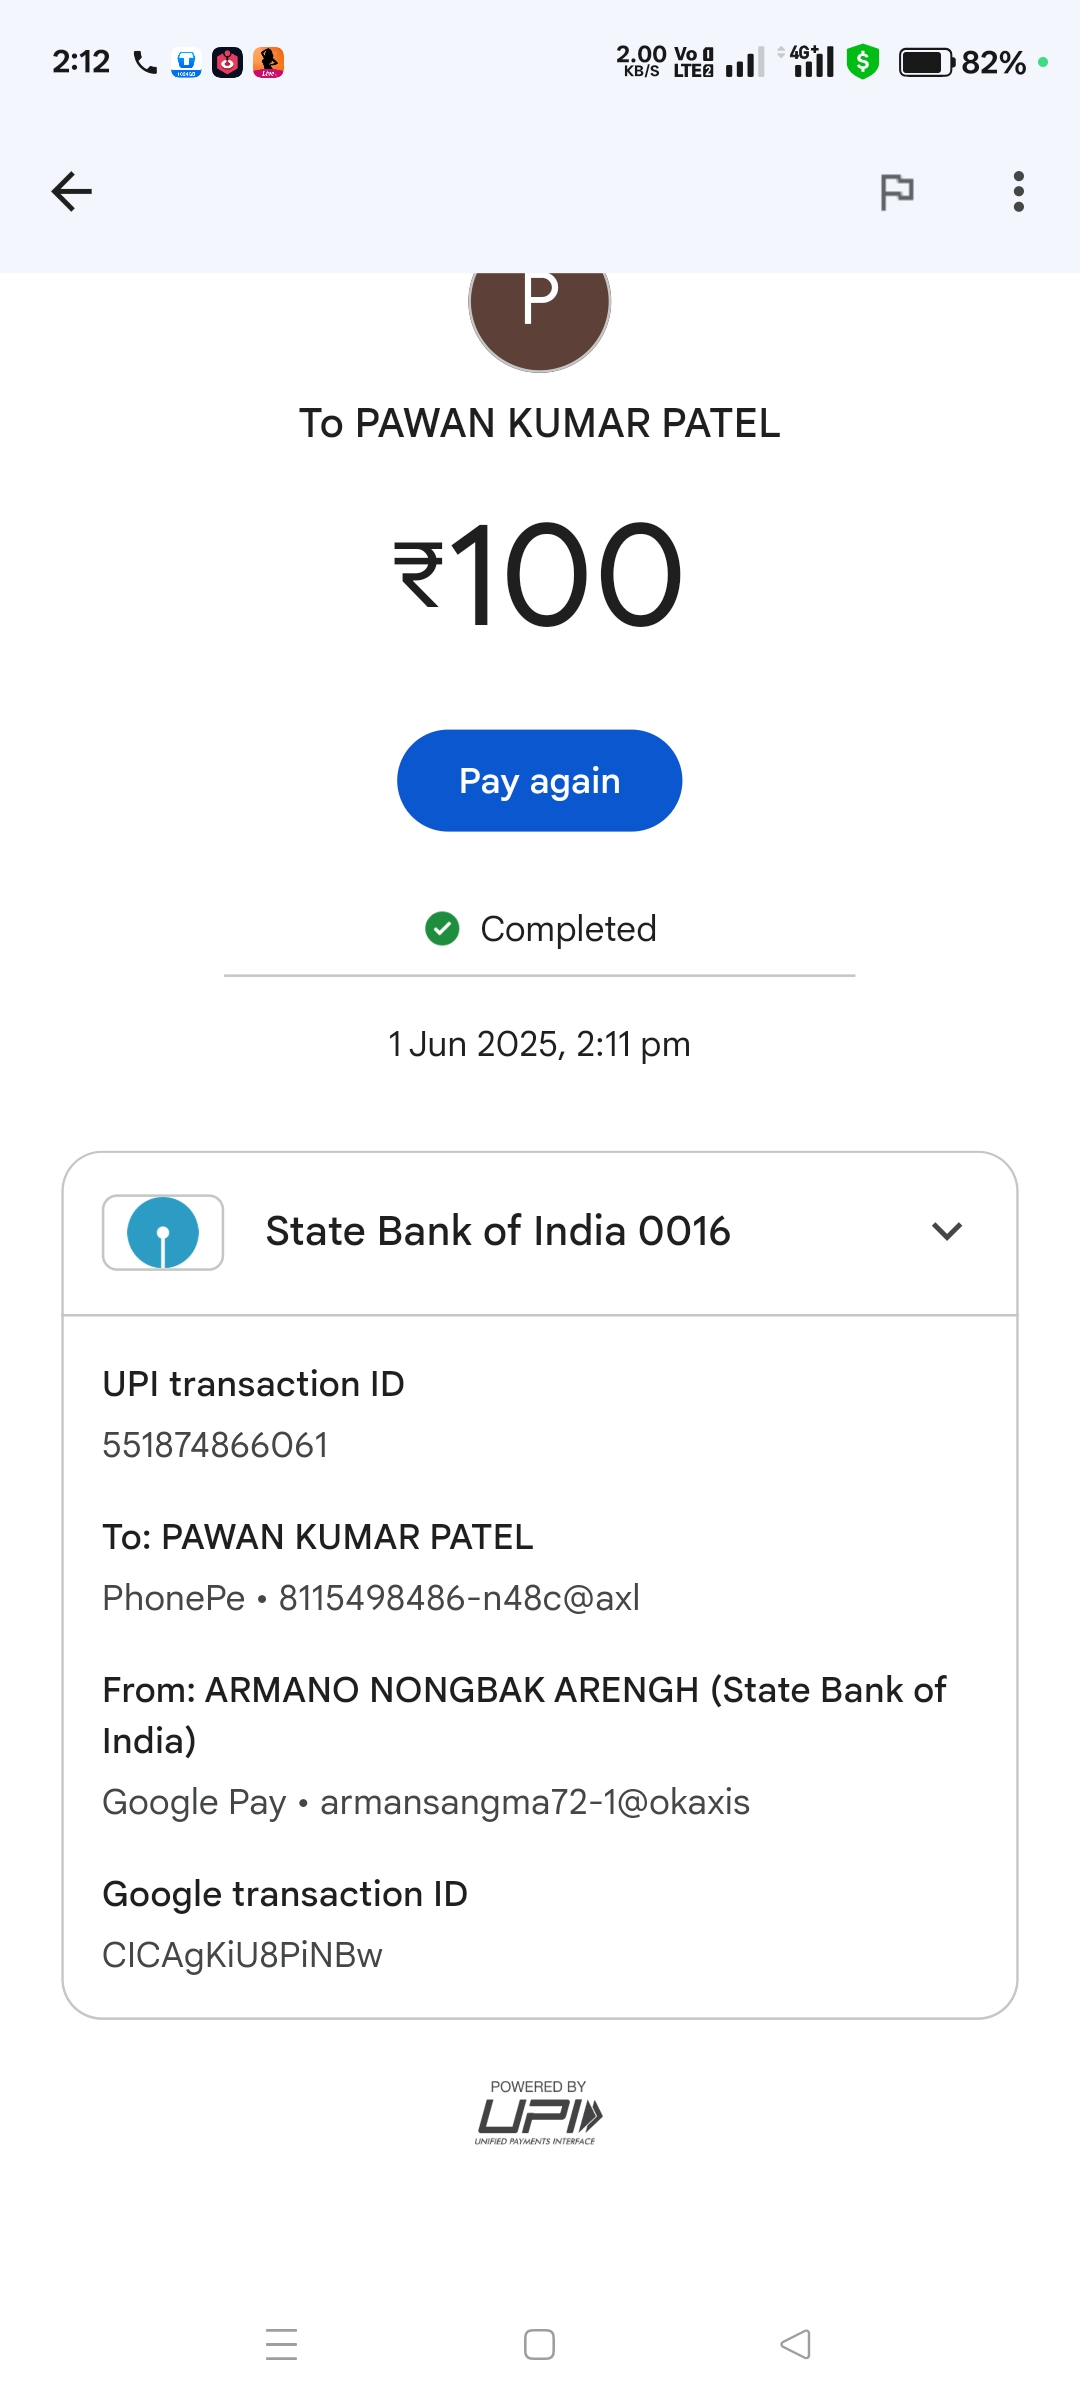 2:12
2.00 KB/S
Vo LTE2
4G+
82%
P
To PAWAN KUMAR PATEL
₹100
Pay again
Completed
1 Jun 2025, 2:11 pm
State Bank of India 0016
UPI transaction ID
551874866061
To: PAWAN KUMAR PATEL
PhonePe • 8115498486-n48c@axl
From: ARMANO NONGBAK ARENGH (State Bank of
India)
Google Pay • armansangma72-1@okaxis
Google transaction ID
CICAgKiU8PiNBw
POWERED BY
UPI
UNIFIED PAYMENTS INTERFACE